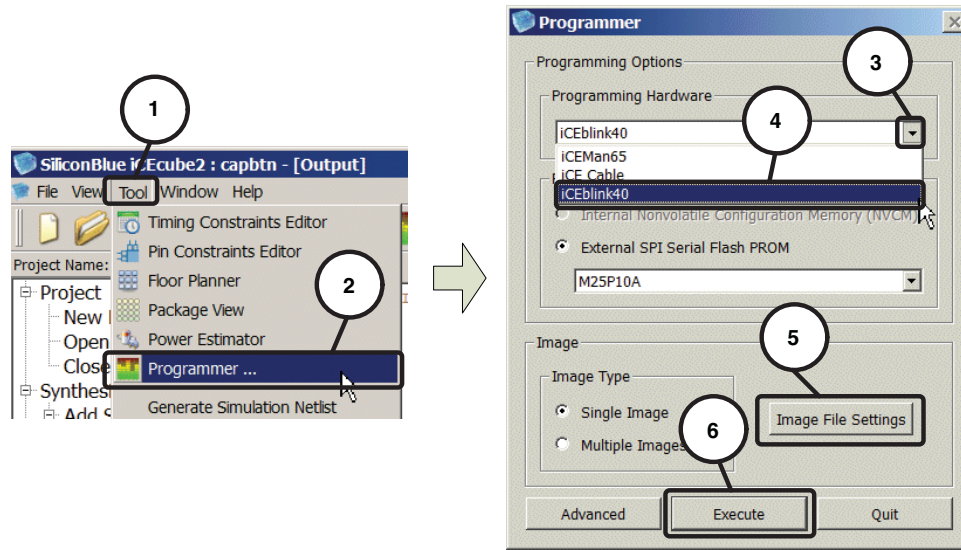 1
SiliconBlue iCEcube2 : capbtn - [Output]
File View Tool Window Help
Timing Constraints Editor
Pin Constraints Editor
Project Name:
Floor Planner
2
Project
Package View
New
Open
Power Estimator
Close
Programmer ...
Synthesi
Add S
Generate Simulation Netlist
Programmer
Programming Options
3
Programming Hardware
4
iCEblink40
iCEMan65
iCE Cable
iCEblink40
Internal Nonvolatile Configuration Memory (NVCM)
External SPI Serial Flash PROM
M25P10A
Image
5
Image Type
Single Image
Image File Settings
6
Multiple Images
Advanced
Execute
Quit